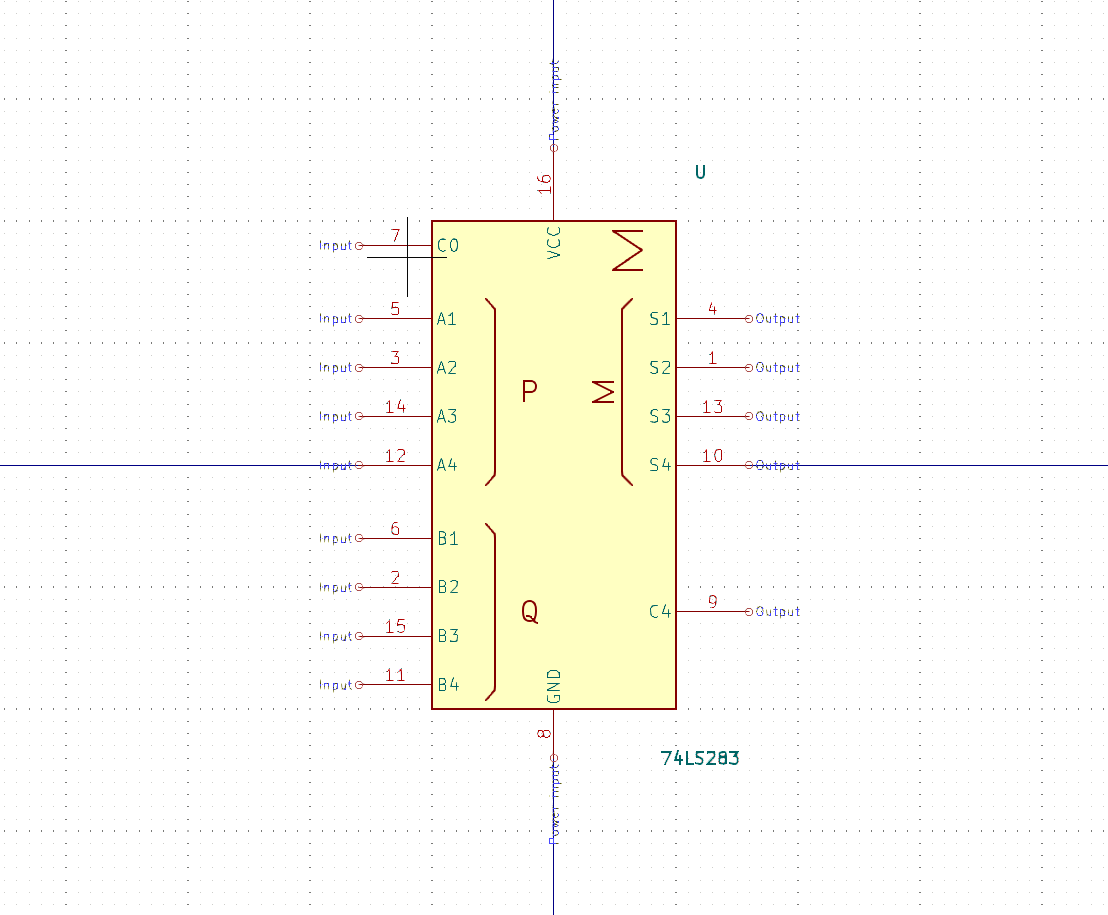 Power input
16
U
Input 7 C0 VCC Σ
Input 5 A1 S1 4 Output
Input 3 A2 S2 1 Output
P Σ
Input 14 A3 S3 13 Output
Input 12 A4 S4 10 Output
Input 6 B1
Input 2 B2
Q C4 9 Output
Input 15 B3
Input 11 B4 GND
8
74LS283
Power input